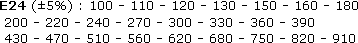 E24 (±5%) : 100 - 110 - 120 - 130 - 150 - 160 - 180
200 - 220 - 240 - 270 - 300 - 330 - 360 - 390
430 - 470 - 510 - 560 - 620 - 680 - 750 - 820 - 910